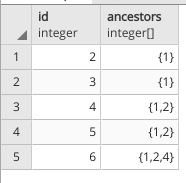 id ancestors
integer integer[]
1 2 {1}
2 3 {1}
3 4 {1,2}
4 5 {1,2}
5 6 {1,2,4}